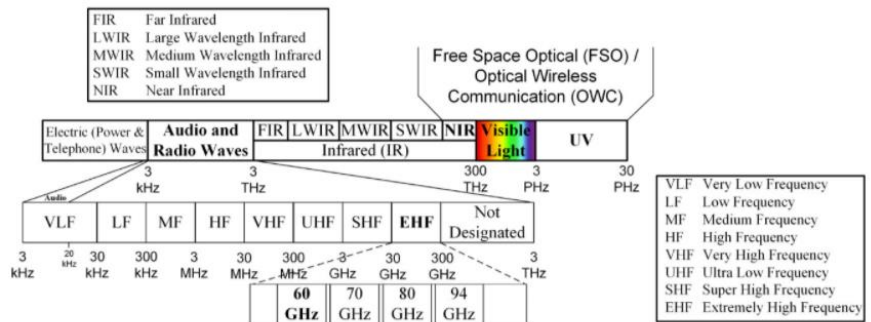 FIR Far Infrared
LWIR Large Wavelength Infrared
MWIR Medium Wavelength Infrared
SWIR Small Wavelength Infrared
NIR Near Infrared
Free Space Optical (FSO) /
Optical Wireless
Communication (OWC)
Electric (Power &
Telephone) Waves
Audio and
Radio Waves
FIR LWIR MWIR SWIR NIR
Infrared (IR)
Visible
Light
UV
3
kHz
3
THz
300
THz
3
PHz
30
PHz
Audio
VLF LF MF HF VHF UHF SHF EHF
Not
Designated
3
kHz
20
kHz
30
kHz
300
kHz
3
MHz
30
MHz
300
MHz
3
GHz
30
GHz
300
GHz
3
THz
60
GHz
70
GHz
80
GHz
94
GHz
VLF Very Low Frequency
LF Low Frequency
MF Medium Frequency
HF High Frequency
VHF Very High Frequency
UHF Ultra Low Frequency
SHF Super High Frequency
EHF Extremely High Frequency